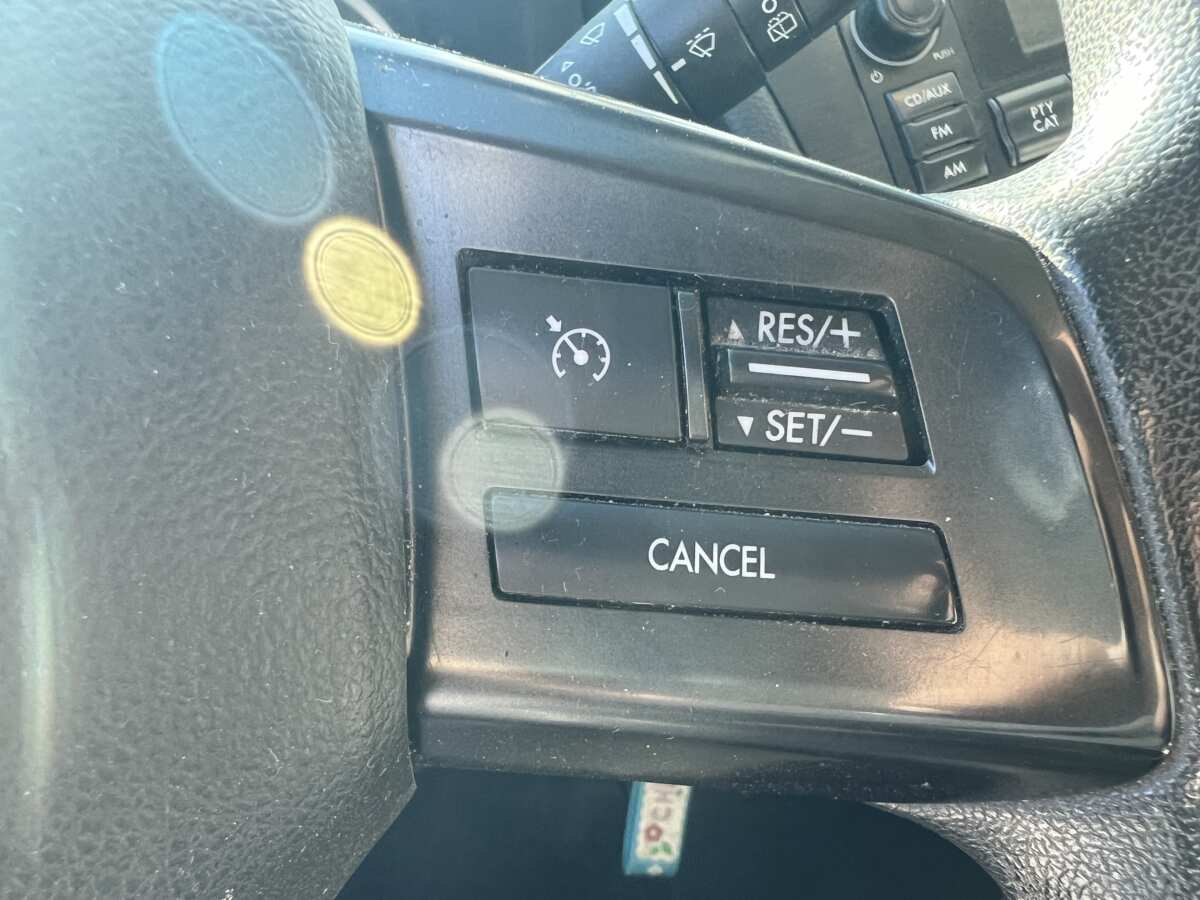 PUSH
CD/AUX
FM
AM
PTY
CAT
RES/+
SET/−
CANCEL